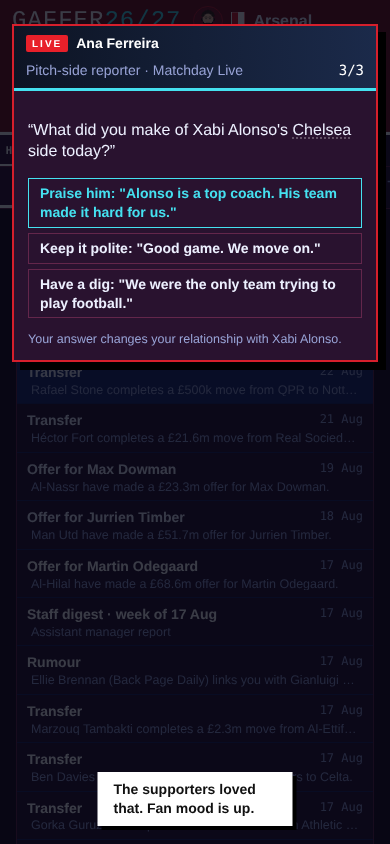 GAFFER26/27 Arsenal
LIVE Ana Ferreira
Pitch-side reporter · Matchday Live 3/3
“What did you make of Xabi Alonso's Chelsea
side today?”
Praise him: "Alonso is a top coach. His team
made it hard for us."
Keep it polite: "Good game. We move on."
Have a dig: "We were the only team trying to
play football."
Your answer changes your relationship with Xabi Alonso.
Transfer 22 Aug
Rafael Stone completes a £500k move from QPR to Nott…
Transfer 21 Aug
Héctor Fort completes a £21.6m move from Real Socied…
Offer for Max Dowman 19 Aug
Al-Nassr have made a £23.3m offer for Max Dowman.
Offer for Jurrien Timber 18 Aug
Man Utd have made a £51.7m offer for Jurrien Timber.
Offer for Martin Odegaard 17 Aug
Al-Hilal have made a £68.6m offer for Martin Odegaard.
Staff digest · week of 17 Aug 17 Aug
Assistant manager report
Rumour 17 Aug
Ellie Brennan (Back Page Daily) links you with Gianluigi …
Transfer 17 Aug
Marzouq Tambakti completes a £2.3m move from Al-Ettif…
Transfer 17 Aug
Ben Davies rs to Celta.
The supporters loved
that. Fan mood is up.
Transfer 17 Aug
Gorka Guruz Athletic …